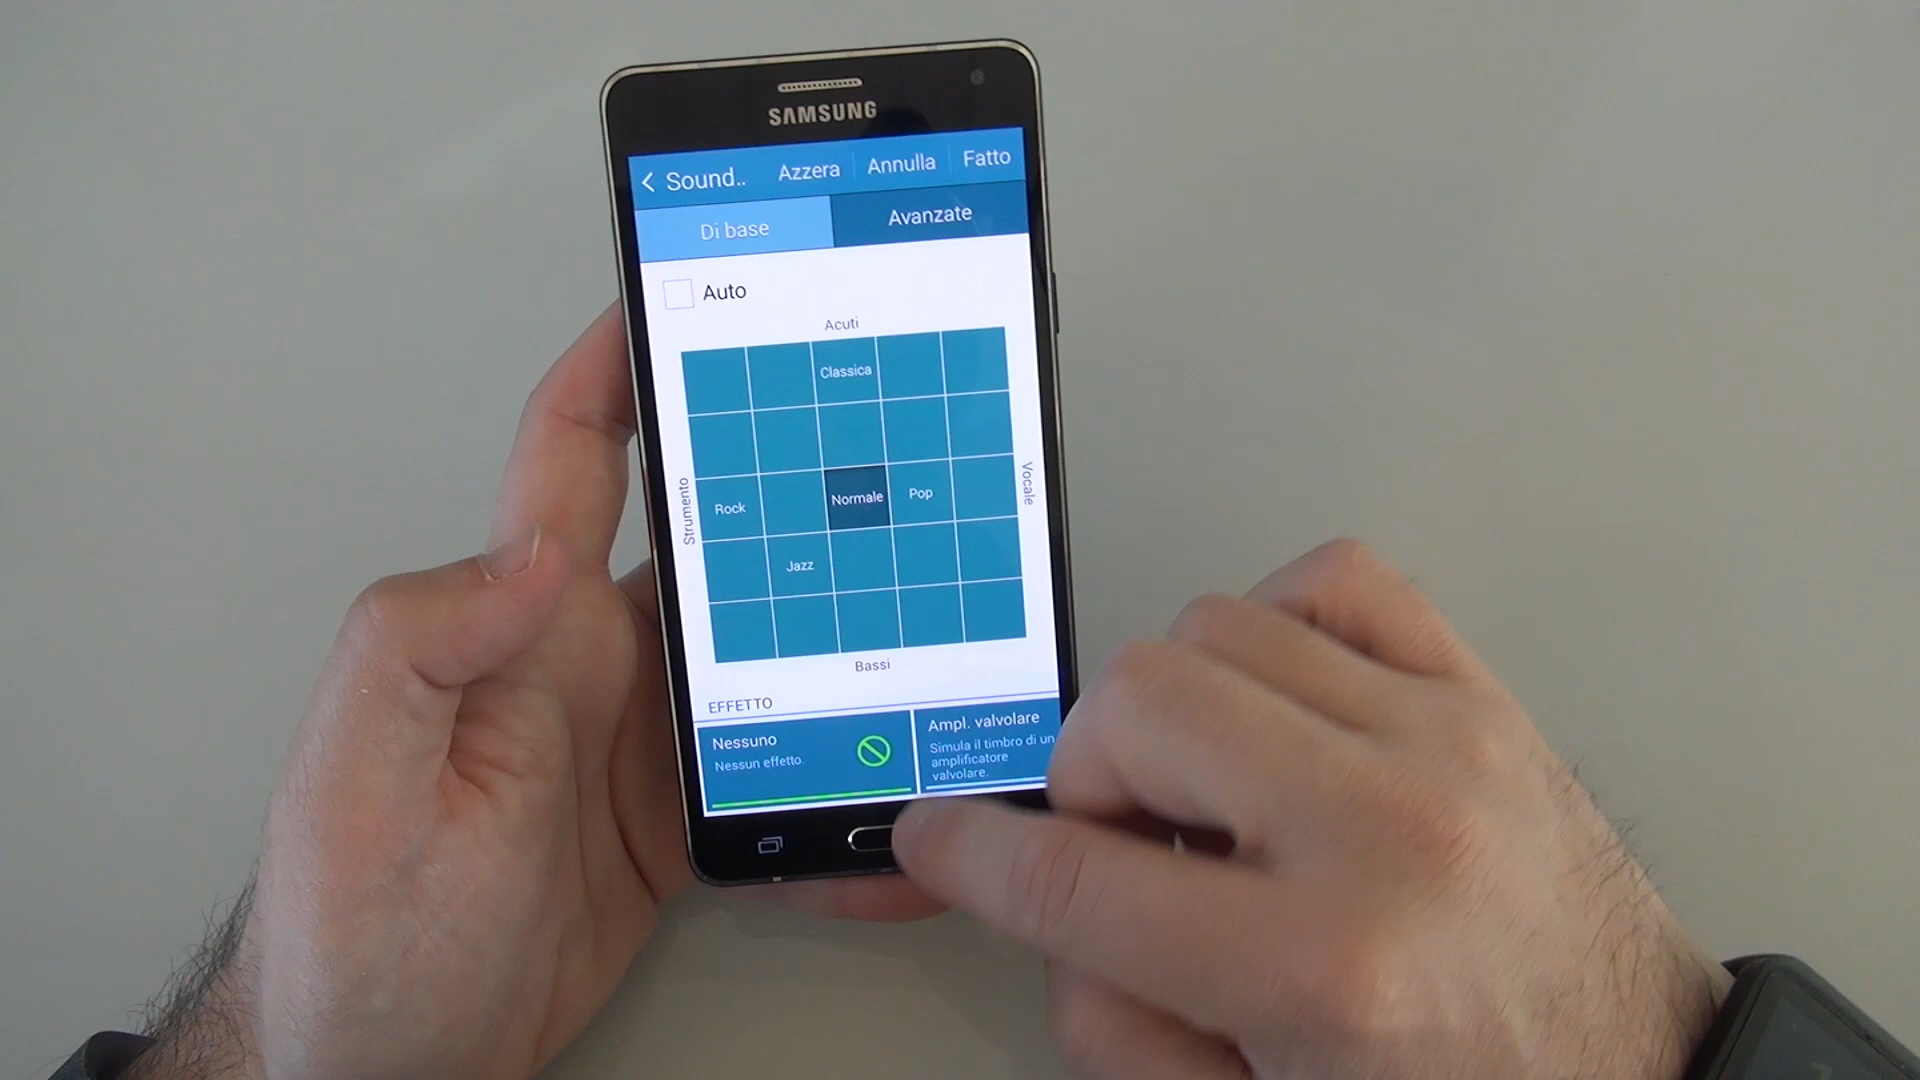 SAMSUNG
Sound.. Azzera Annulla Fatto
Di base Avanzate
Auto
Acuti
Classica
Strumento
Rock
Normale
Pop
Vocale
Jazz
Bassi
EFFETTO
Nessuno
Nessun effetto.
Ampl. valvolare
Simula il timbro di un
amplificatore
valvolare.